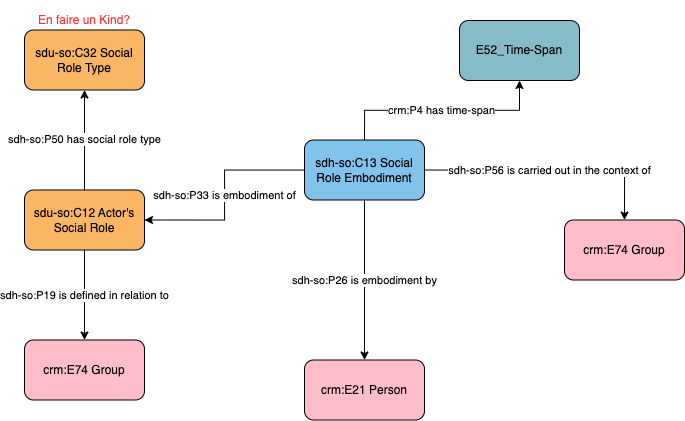 En faire un Kind?
sdu-so:C32 Social
Role Type
E52_Time-Span
crm:P4 has time-span
sdh-so:P50 has social role type
sdh-so:C13 Social
Role Embodiment
sdh-so:P56 is carried out in the context of
sdh-so:P33 is embodiment of
sdu-so:C12 Actor's
Social Role
crm:E74 Group
sdh-so:P26 is embodiment by
sdh-so:P19 is defined in relation to
crm:E74 Group
crm:E21 Person